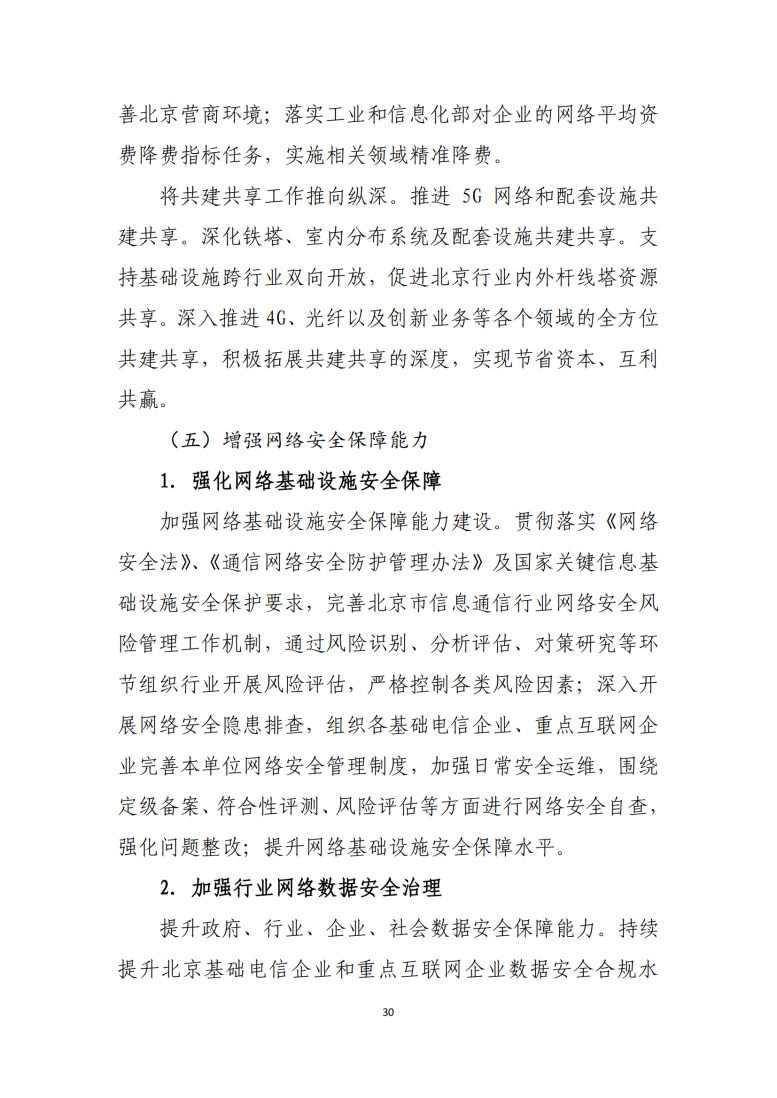 善北京营商环境；落实工业和信息化部对企业的网络平均资
费降费指标任务，实施相关领域精准降费。
将共建共享工作推向纵深。推进 5G 网络和配套设施共
建共享。深化铁塔、室内分布系统及配套设施共建共享。支
持基础设施跨行业双向开放，促进北京行业内外杆线塔资源
共享。深入推进 4G、光纤以及创新业务等各个领域的全方位
共建共享，积极拓展共建共享的深度，实现节省资本、互利
共赢。
（五）增强网络安全保障能力
1. 强化网络基础设施安全保障
加强网络基础设施安全保障能力建设。贯彻落实《网络
安全法》、《通信网络安全防护管理办法》及国家关键信息基
础设施安全保护要求，完善北京市信息通信行业网络安全风
险管理工作机制，通过风险识别、分析评估、对策研究等环
节组织行业开展风险评估，严格控制各类风险因素；深入开
展网络安全隐患排查，组织各基础电信企业、重点互联网企
业完善本单位网络安全管理制度，加强日常安全运维，围绕
定级备案、符合性评测、风险评估等方面进行网络安全自查，
强化问题整改；提升网络基础设施安全保障水平。
2. 加强行业网络数据安全治理
提升政府、行业、企业、社会数据安全保障能力。持续
提升北京基础电信企业和重点互联网企业数据安全合规水
30